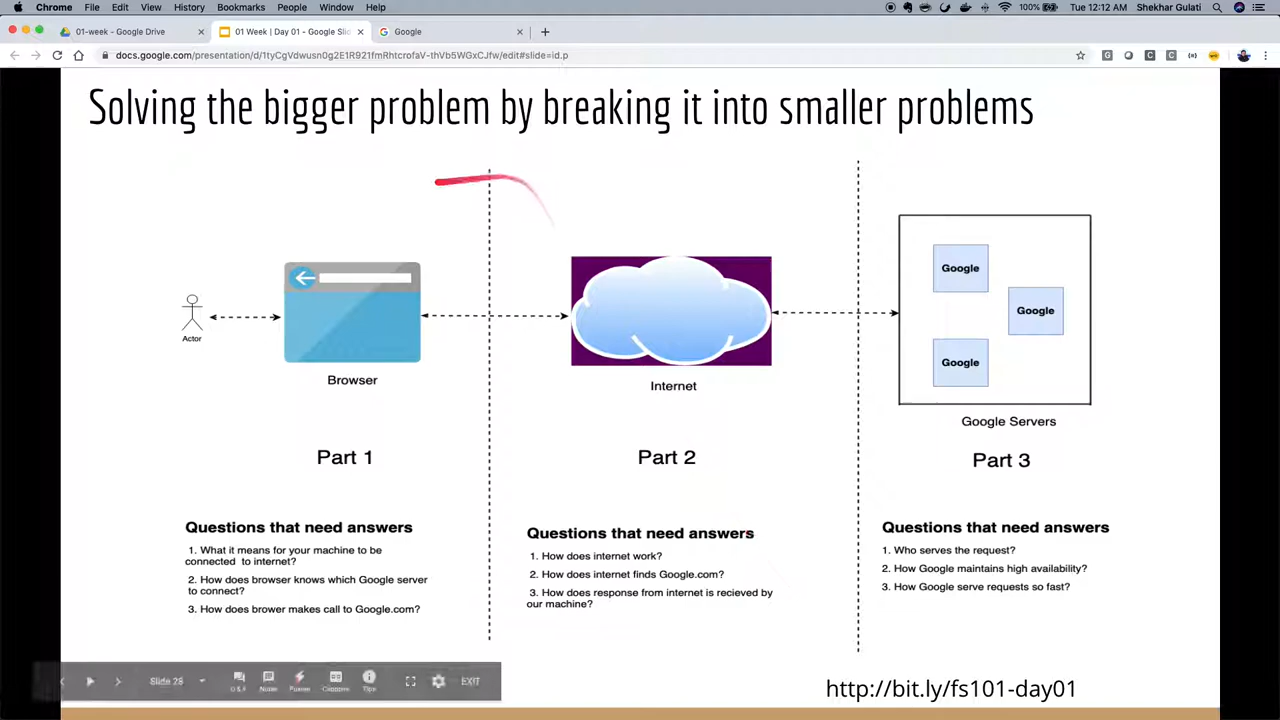 Chrome File Edit View History Bookmarks People Window Help 100% Tue 12:12 AM Shekhar Gulati
01-week - Google Drive 01 Week | Day 01 - Google Slid Google
docs.google.com/presentation/d/1tyCgVdwusn0g2E1R921fmRhtcrofaV-thVb5WGxCJfw/edit#slide=id.p
Solving the bigger problem by breaking it into smaller problems
Actor
Browser
Internet
Google
Google
Google
Google Servers
Part 1
Part 2
Part 3
Questions that need answers
1. What it means for your machine to be
connected to internet?
2. How does browser knows which Google server
to connect?
3. How does brower makes call to Google.com?
Questions that need answers
1. How does internet work?
2. How does internet finds Google.com?
3. How does response from internet is recieved by
our machine?
Questions that need answers
1. Who serves the request?
2. How Google maintains high availability?
3. How Google serve requests so fast?
Slide 28 Q & A Notes Pointer Captions Tips EXIT
http://bit.ly/fs101-day01